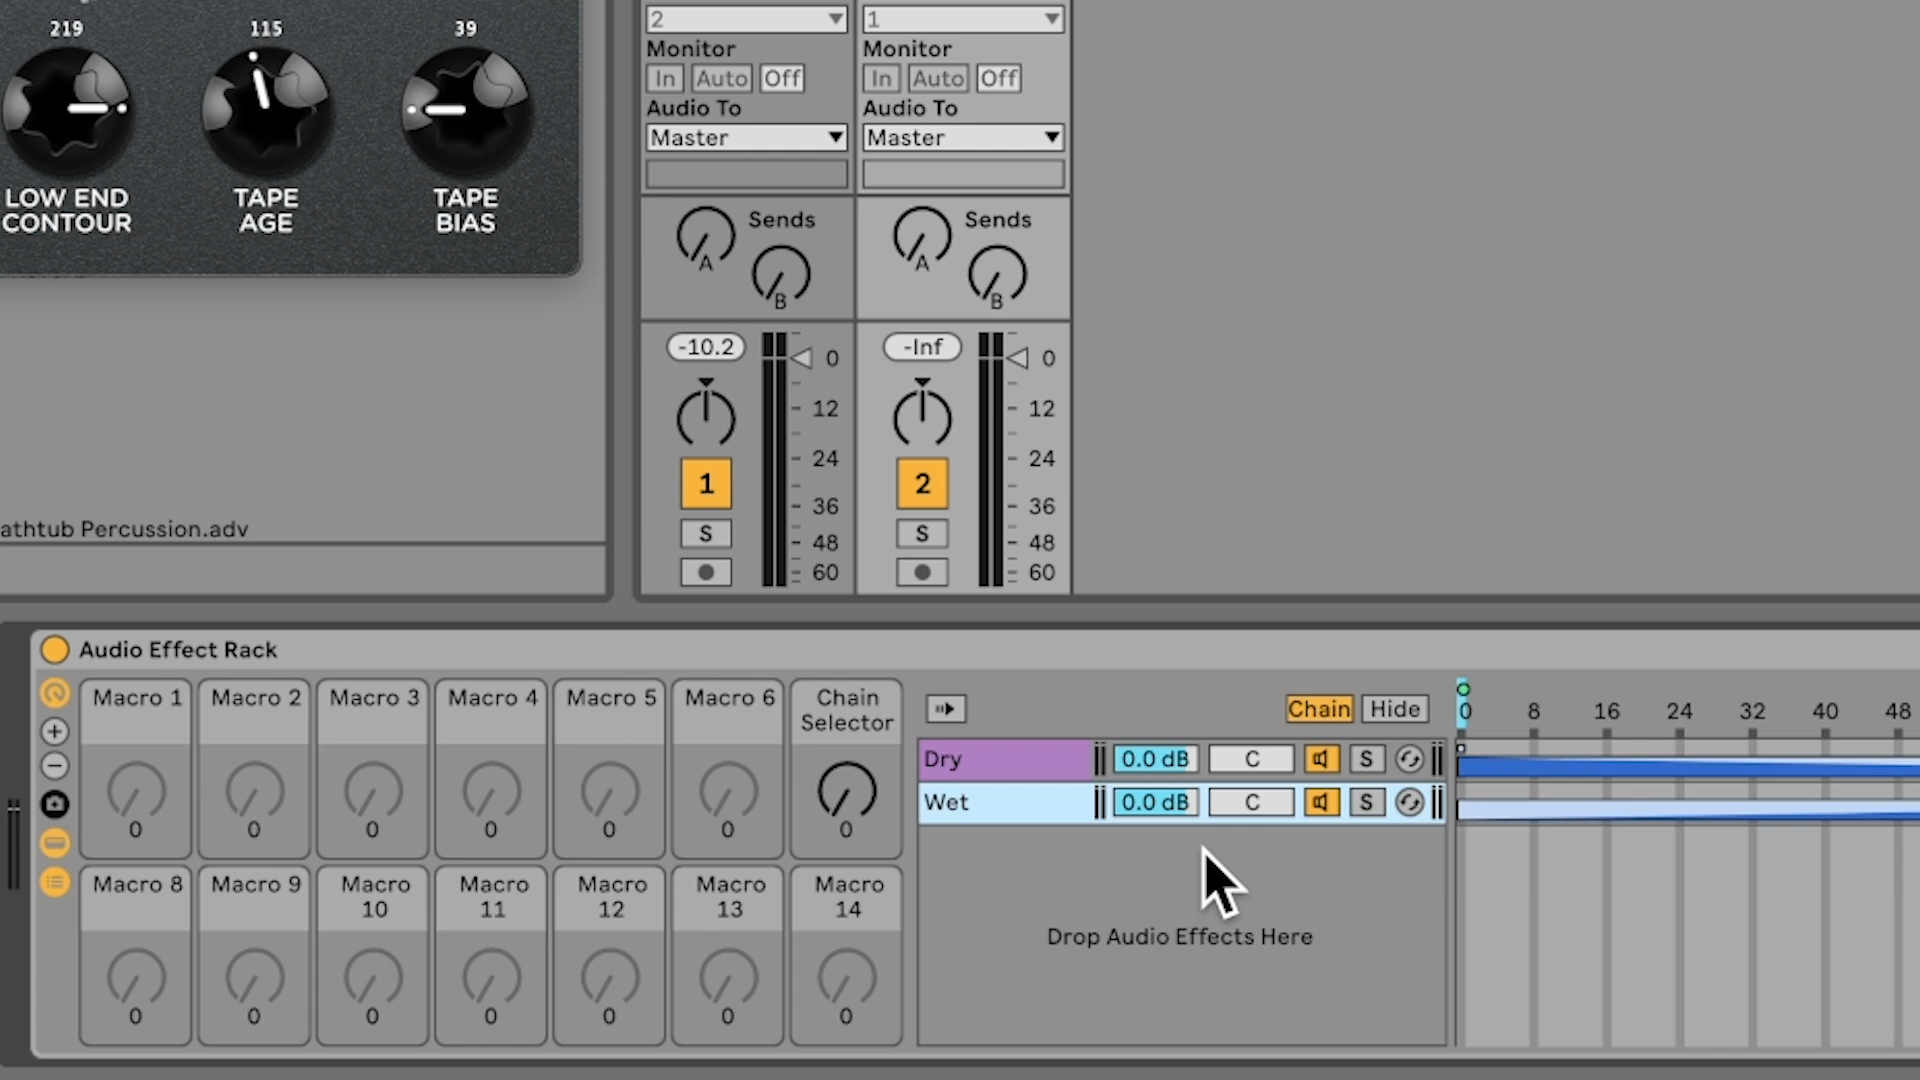 219
115
39
LOW END
CONTOUR
TAPE
AGE
TAPE
BIAS
athtub Percussion.adv
2
Monitor
In Auto Off
Audio To
Master
Sends
A
B
-10.2
0
12
24
36
48
60
1
S
1
Monitor
In Auto Off
Audio To
Master
Sends
A
B
-Inf
0
12
24
36
48
60
2
S
Audio Effect Rack
Macro 1
0
Macro 2
0
Macro 3
0
Macro 4
0
Macro 5
0
Macro 6
0
Chain
Selector
0
Macro 8
0
Macro 9
0
Macro
10
0
Macro
11
0
Macro
12
0
Macro
13
0
Macro
14
0
Chain Hide
Dry 0.0 dB C S
Wet 0.0 dB C S
Drop Audio Effects Here
0 8 16 24 32 40 48